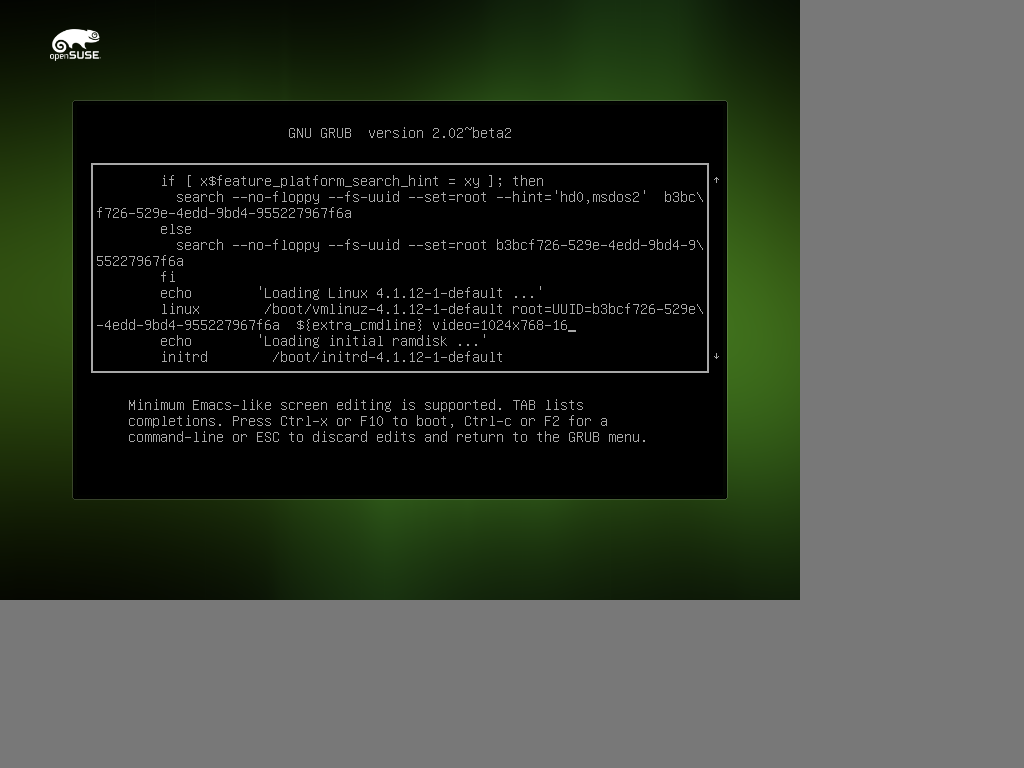 openSUSE
GNU GRUB  version 2.02~beta2
if [ x$feature_platform_search_hint = xy ]; then
search --no-floppy --fs-uuid --set=root --hint='hd0,msdos2'  b3bc\
f726-529e-4edd-9bd4-955227967f6a
else
search --no-floppy --fs-uuid --set=root b3bcf726-529e-4edd-9bd4-9\
55227967f6a
fi
echo        'Loading Linux 4.1.12-1-default ...'
linux        /boot/vmlinuz-4.1.12-1-default root=UUID=b3bcf726-529e\
-4edd-9bd4-955227967f6a  ${extra_cmdline} video=1024x768-16_
echo        'Loading initial ramdisk ...'
initrd        /boot/initrd-4.1.12-1-default
Minimum Emacs-like screen editing is supported. TAB lists
completions. Press Ctrl-x or F10 to boot, Ctrl-c or F2 for a
command-line or ESC to discard edits and return to the GRUB menu.